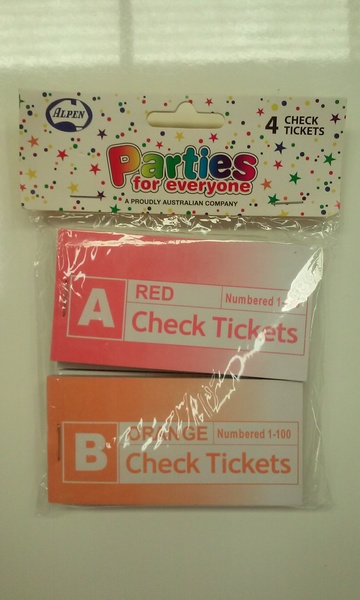 ALPEN
4 CHECK
TICKETS
Parties
for everyone
A PROUDLY AUSTRALIAN COMPANY
A
RED
Numbered
Check Tickets
B
ORANGE
Numbered 1-100
Check Tickets